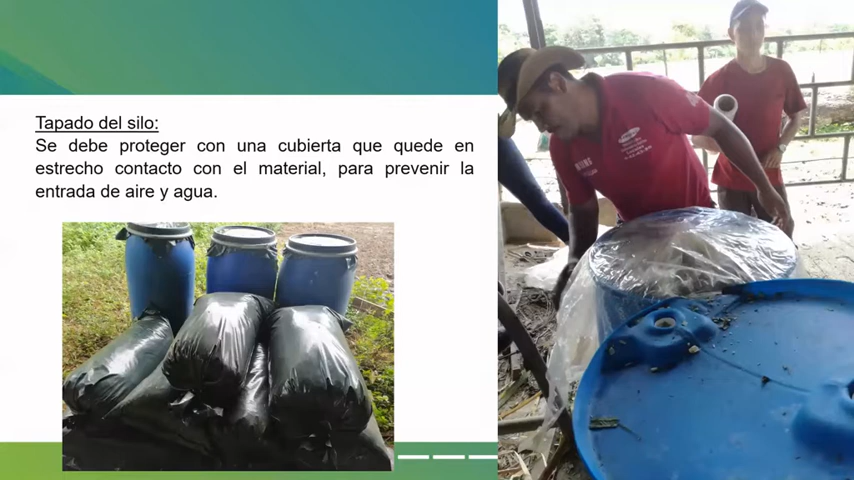 Tapado del silo:
Se debe proteger con una cubierta que quede en
estrecho contacto con el material, para prevenir la
entrada de aire y agua.